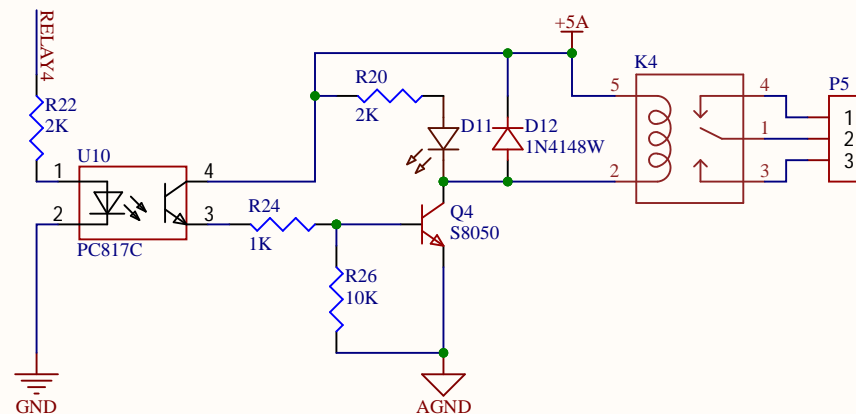 RELAY4
R22
2K
U10
1
2
4
3
PC817C
GND
R20
2K
R24
1K
R26
10K
D11
D12
1N4148W
Q4
S8050
AGND
+5A
K4
5
2
4
1
3
P5
1
2
3